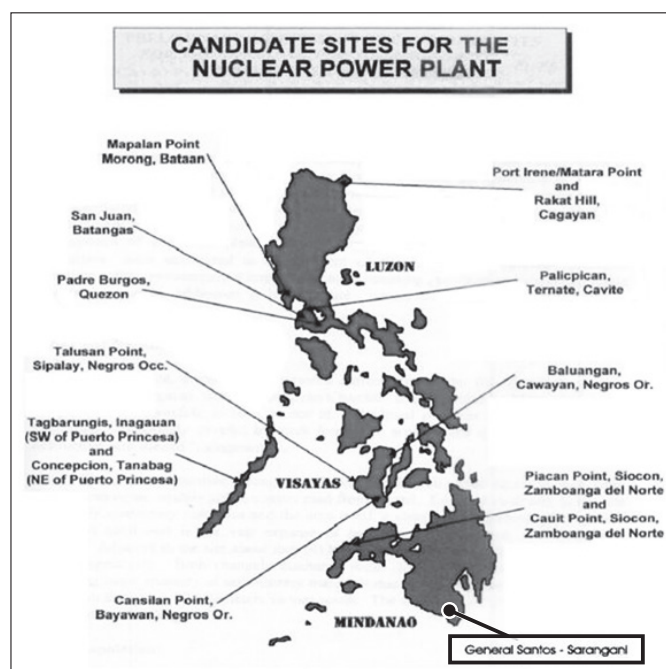 CANDIDATE SITES FOR THE
NUCLEAR POWER PLANT
Mapalan Point
Morong, Bataan
Port Irene/Matara Point
and
Rakat Hill,
Cagayan
San Juan,
Batangas
LUZON
Padre Burgos,
Quezon
Palicpican,
Ternate, Cavite
Talusan Point,
Sipalay, Negros Occ.
Baluangan,
Cawayan, Negros Or.
Tagbarungis, Inagauan
(SW of Puerto Princesa)
and
Concepcion, Tanabag
(NE of Puerto Princesa)
VISAYAS
Piacan Point, Siocon,
Zamboanga del Norte
and
Cauit Point, Siocon,
Zamboanga del Norte
Cansilan Point,
Bayawan, Negros Or.
MINDANAO
General Santos - Sarangani